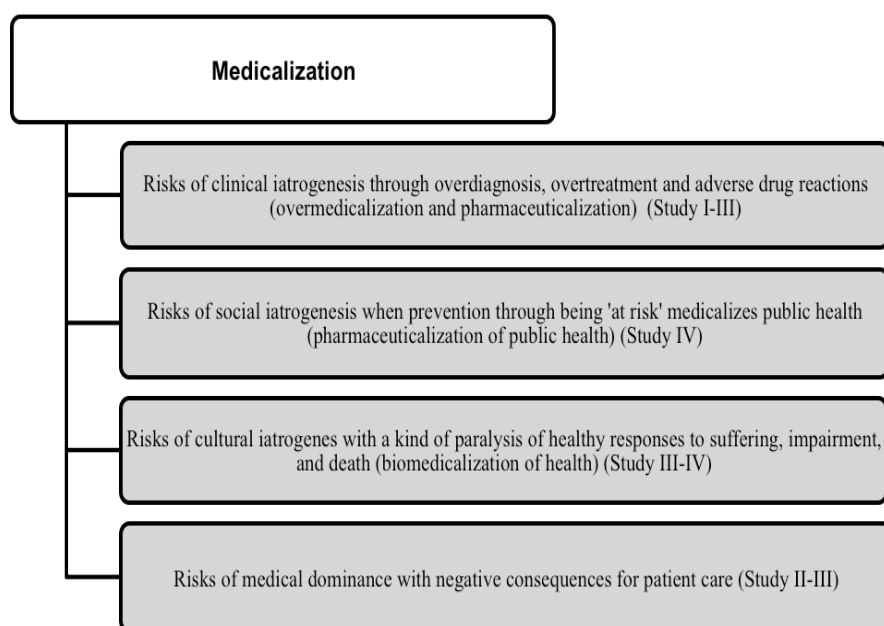 Medicalization
Risks of clinical iatrogenesis through overdiagnosis, overtreatment and adverse drug reactions
(overmedicalization and pharmaceuticalization) (Study I-III)
Risks of social iatrogenesis when prevention through being 'at risk' medicalizes public health
(pharmaceuticalization of public health) (Study IV)
Risks of cultural iatrogenes with a kind of paralysis of healthy responses to suffering, impairment,
and death (biomedicalization of health) (Study III-IV)
Risks of medical dominance with negative consequences for patient care (Study II-III)